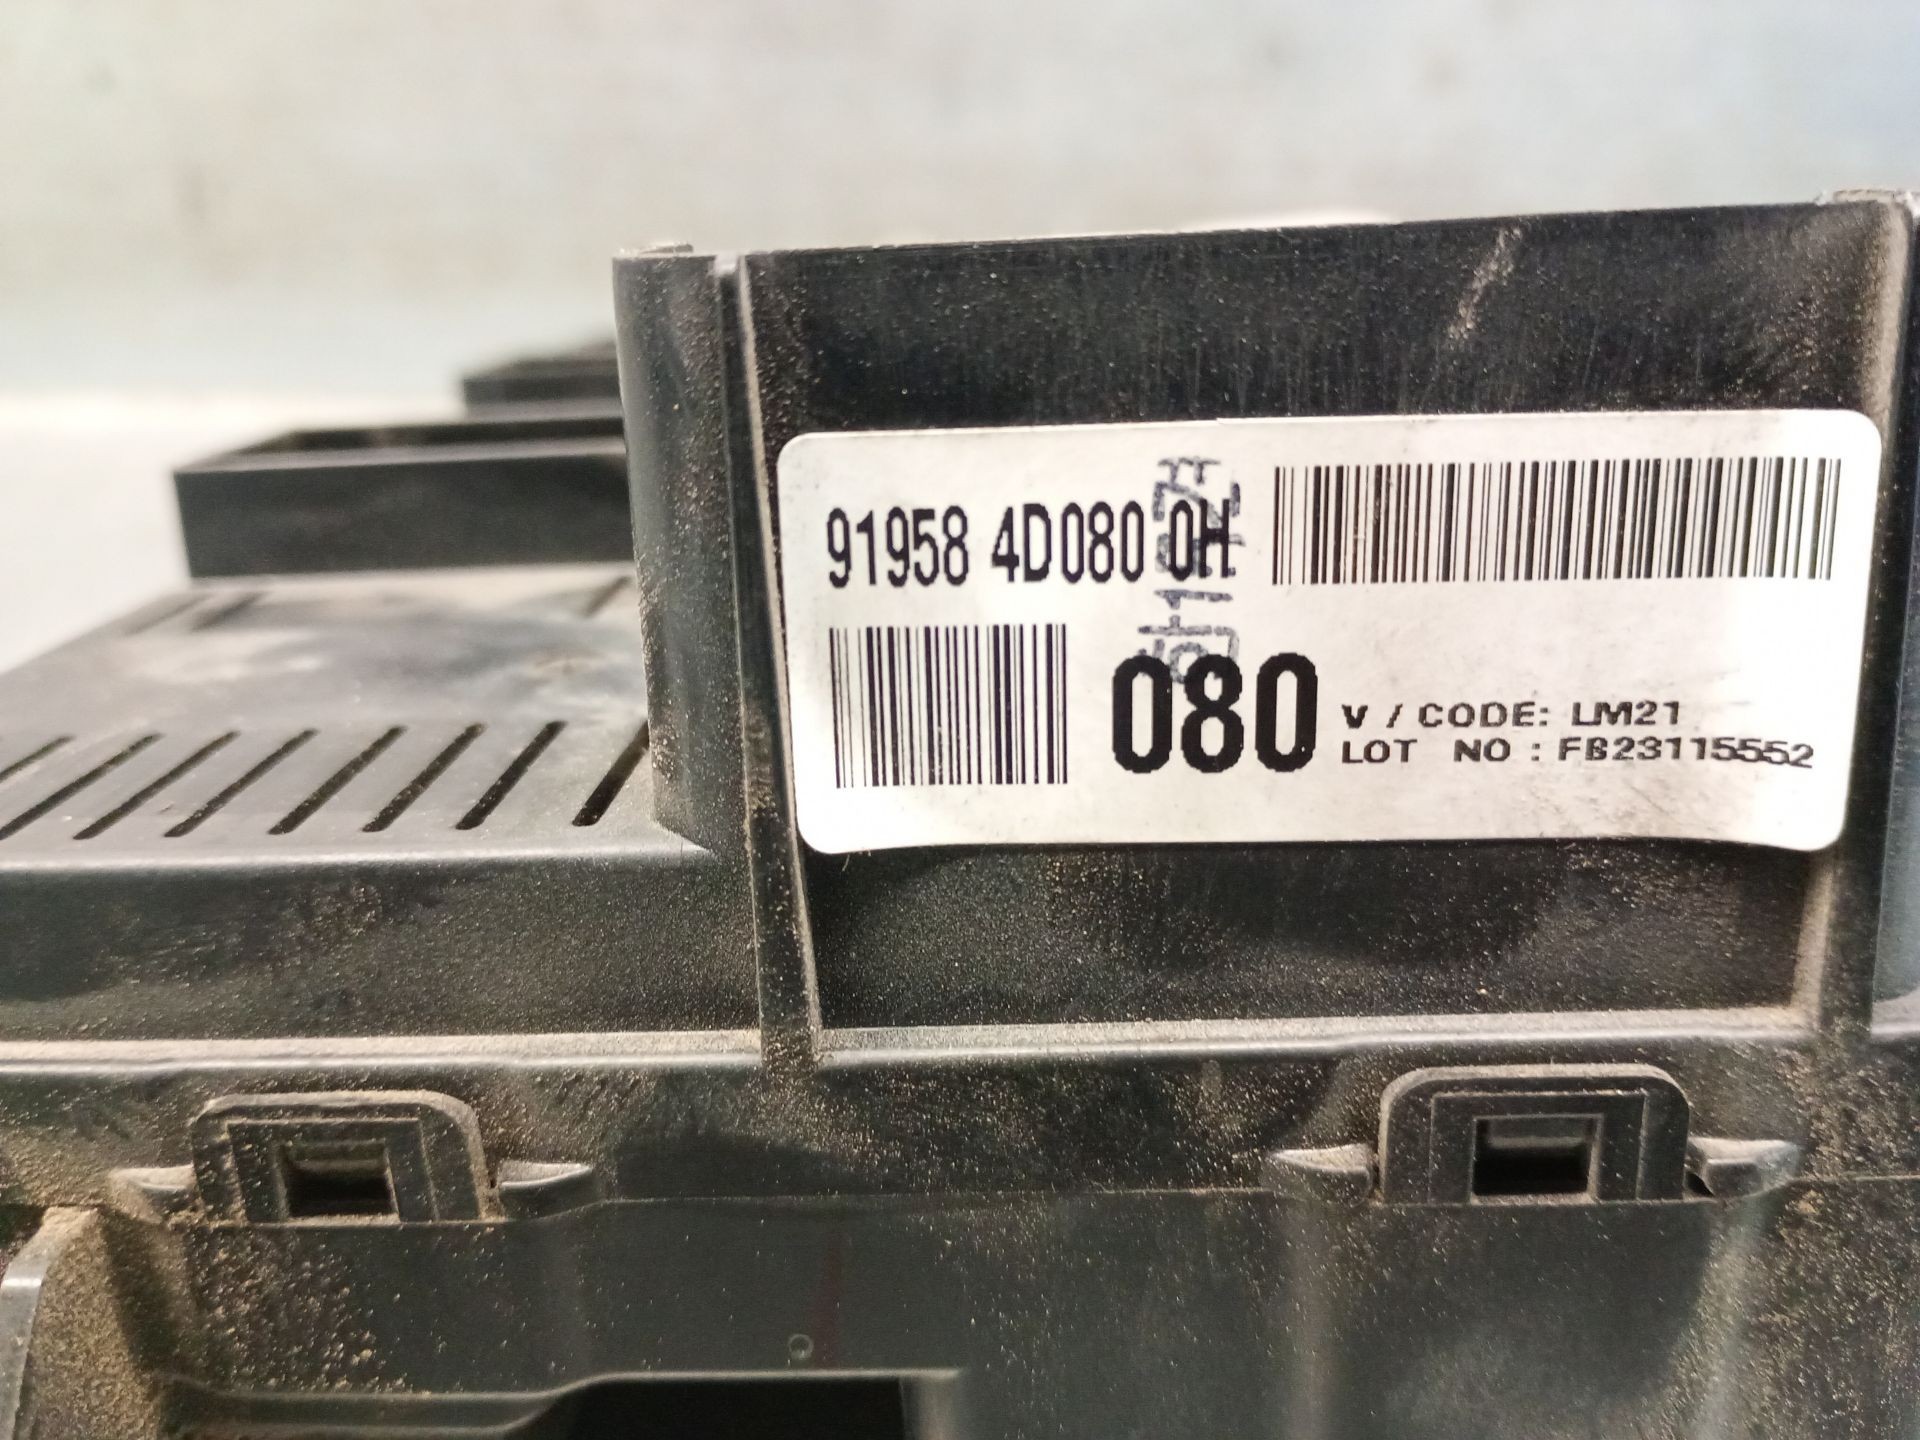 91958 4D080 0H
080
V / CODE: LM21
LOT NO : FB23115552